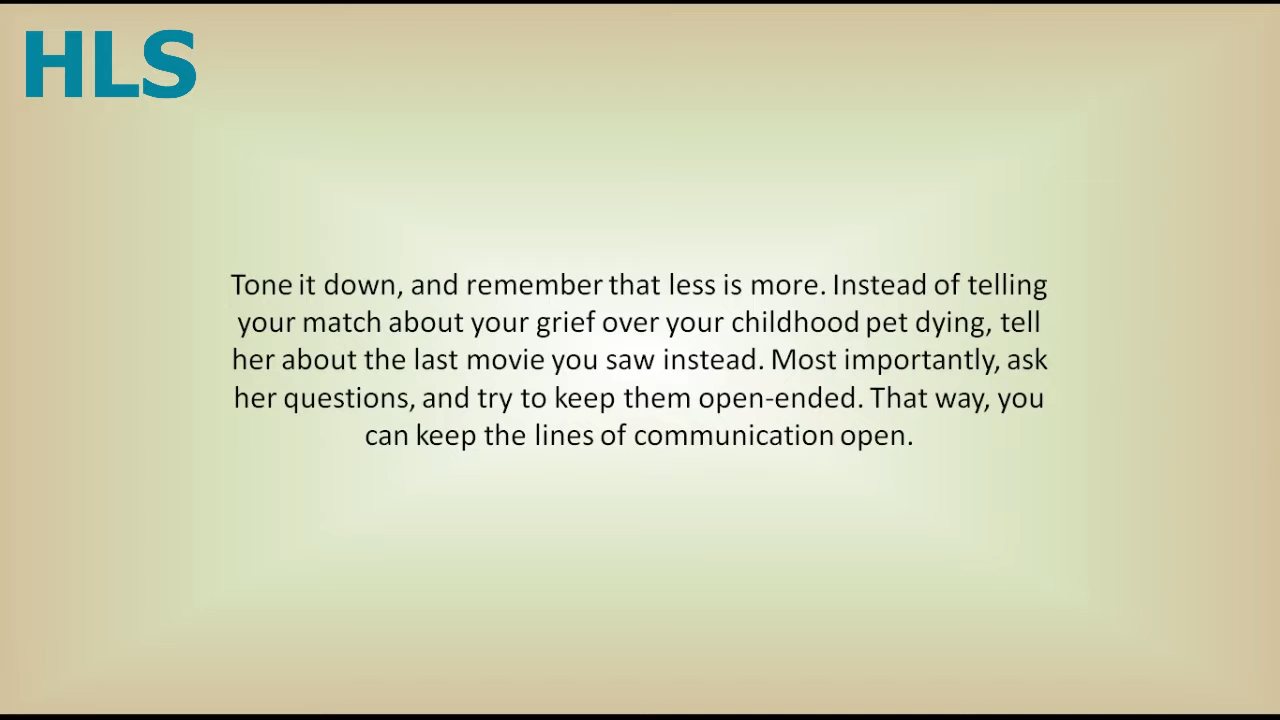 HLS
Tone it down, and remember that less is more. Instead of telling
your match about your grief over your childhood pet dying, tell
her about the last movie you saw instead. Most importantly, ask
her questions, and try to keep them open-ended. That way, you
can keep the lines of communication open.